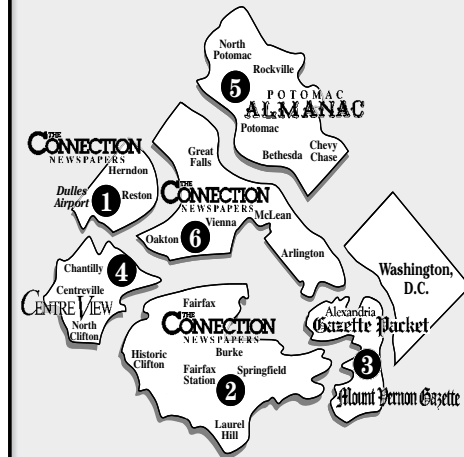 North
Potomac
Rockville
5
POTOMAC
ALMANAC
Potomac
Bethesda
Chevy
Chase
THE
CONNECTION
NEWSPAPERS
Herndon
Dulles
Airport
1
Reston
Great
Falls
THE
CONNECTION
NEWSPAPERS
Vienna
McLean
Oakton
6
Arlington
Washington,
D.C.
Chantilly
4
Centreville
CENTRE VIEW
North
Clifton
Fairfax
THE
CONNECTION
NEWSPAPERS
Historic
Clifton
Burke
Fairfax
Station
Springfield
2
Laurel
Hill
Alexandria
Gazette Packet
3
Mount Vernon Gazette